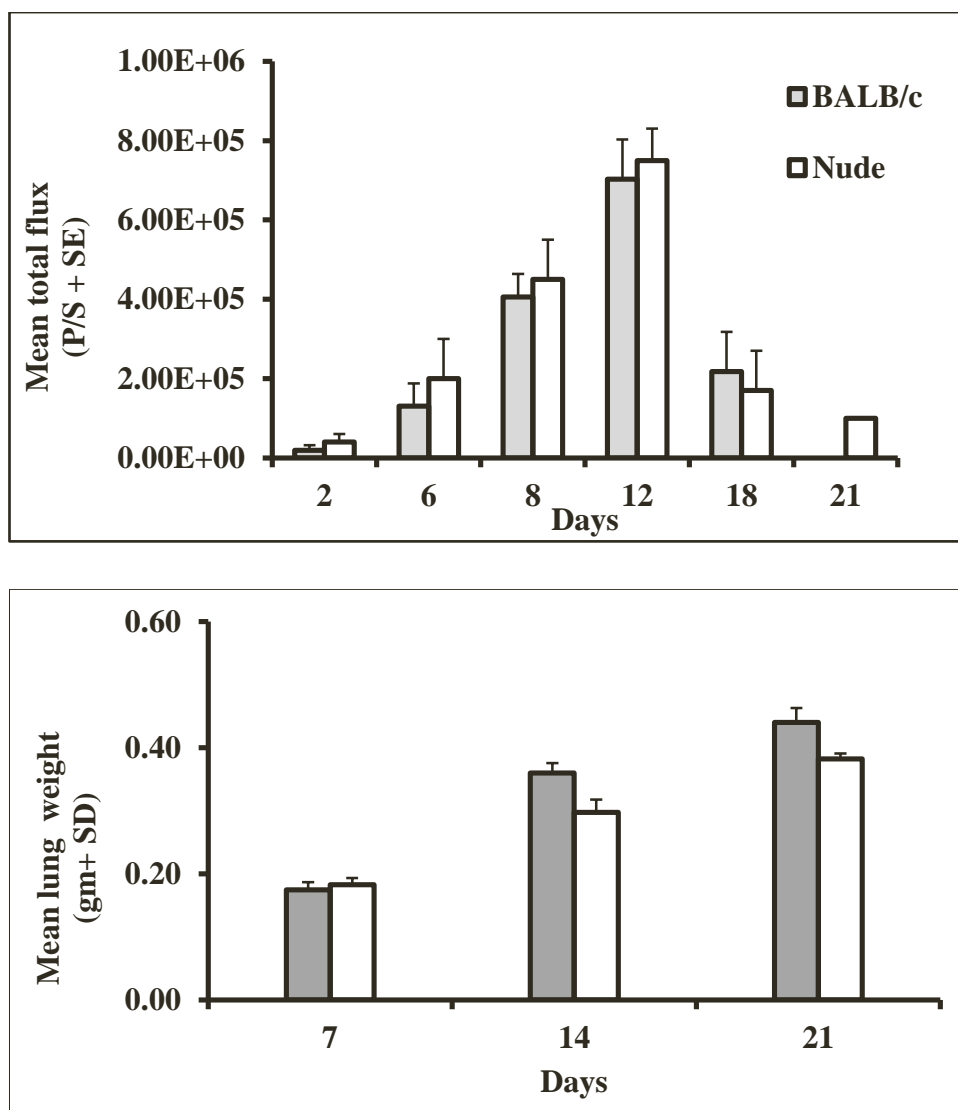 1.00E+06
8.00E+05
6.00E+05
4.00E+05
2.00E+05
0.00E+00
Mean total flux
(P/S + SE)
BALB/c
Nude
2 6 8 12 18 21
Days
0.60
0.40
0.20
0.00
Mean lung weight
(gm+ SD)
7 14 21
Days